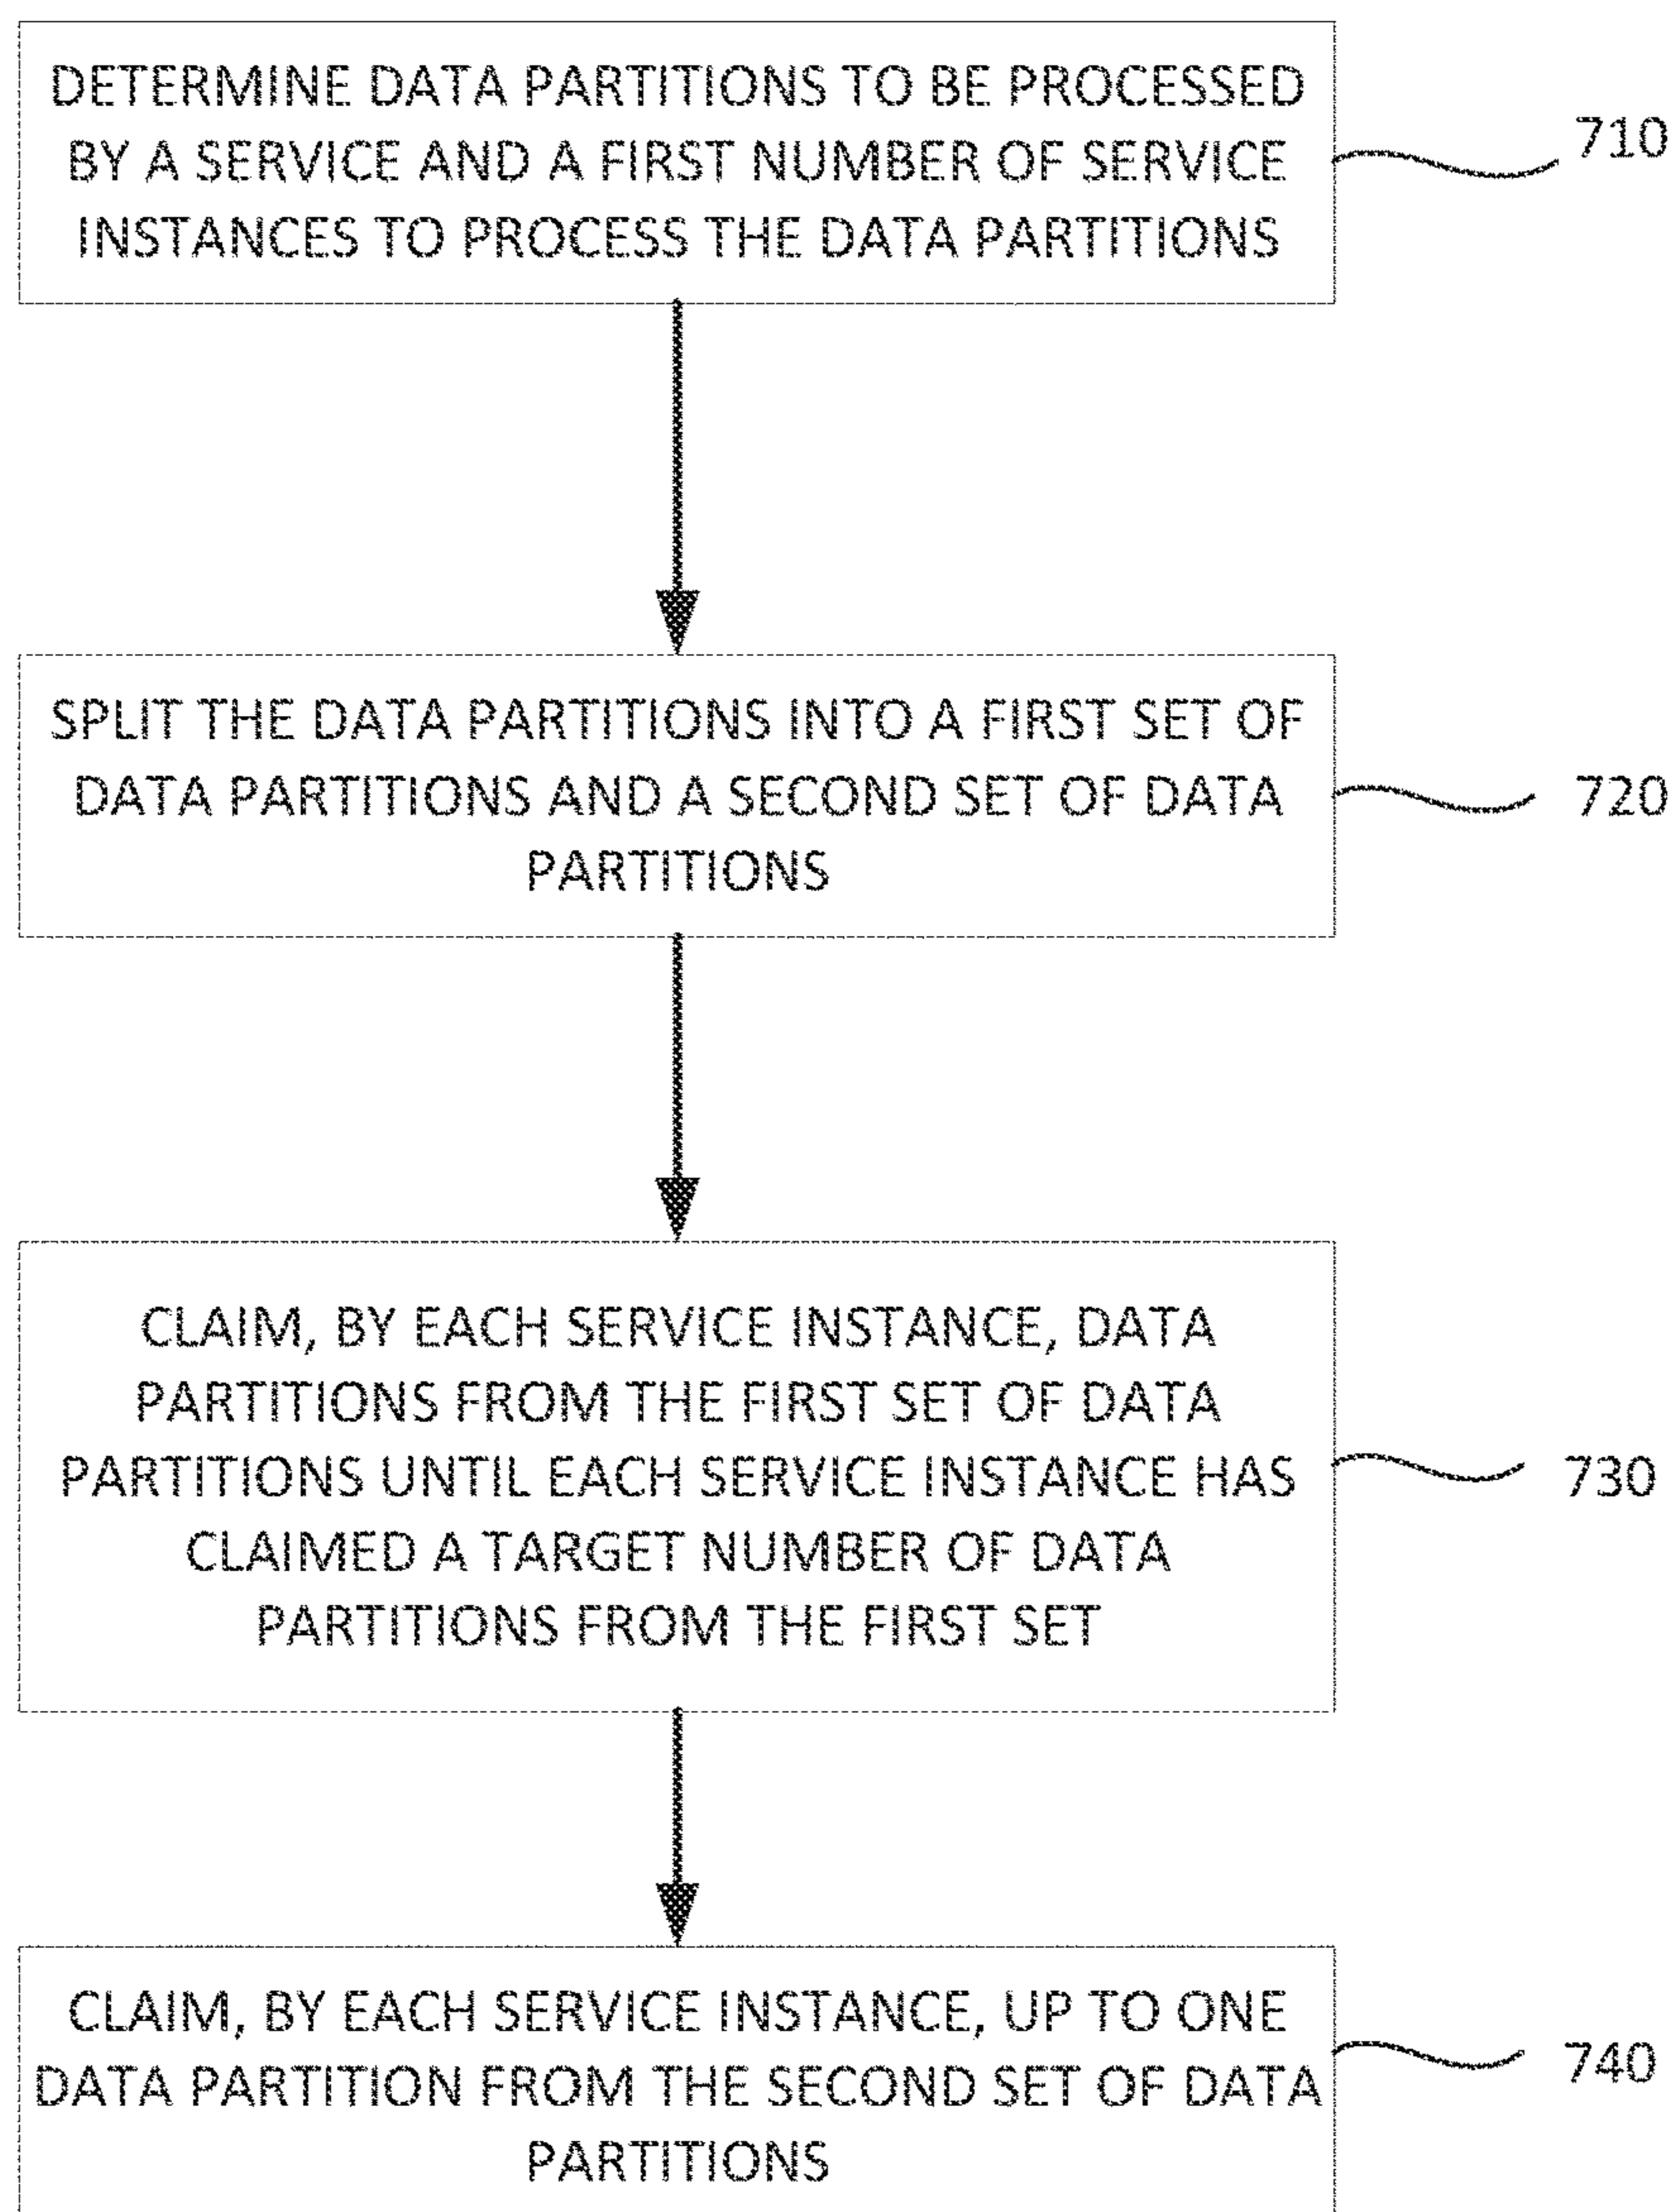 DETERMINE DATA PARTITIONS TO BE PROCESSED
BY A SERVICE AND A FIRST NUMBER OF SERVICE
INSTANCES TO PROCESS THE DATA PARTITIONS
710
SPLIT THE DATA PARTITIONS INTO A FIRST SET OF
DATA PARTITIONS AND A SECOND SET OF DATA
PARTITIONS
720
CLAIM, BY EACH SERVICE INSTANCE, DATA
PARTITIONS FROM THE FIRST SET OF DATA
PARTITIONS UNTIL EACH SERVICE INSTANCE HAS
CLAIMED A TARGET NUMBER OF DATA
PARTITIONS FROM THE FIRST SET
730
CLAIM, BY EACH SERVICE INSTANCE, UP TO ONE
DATA PARTITION FROM THE SECOND SET OF DATA
PARTITIONS
740